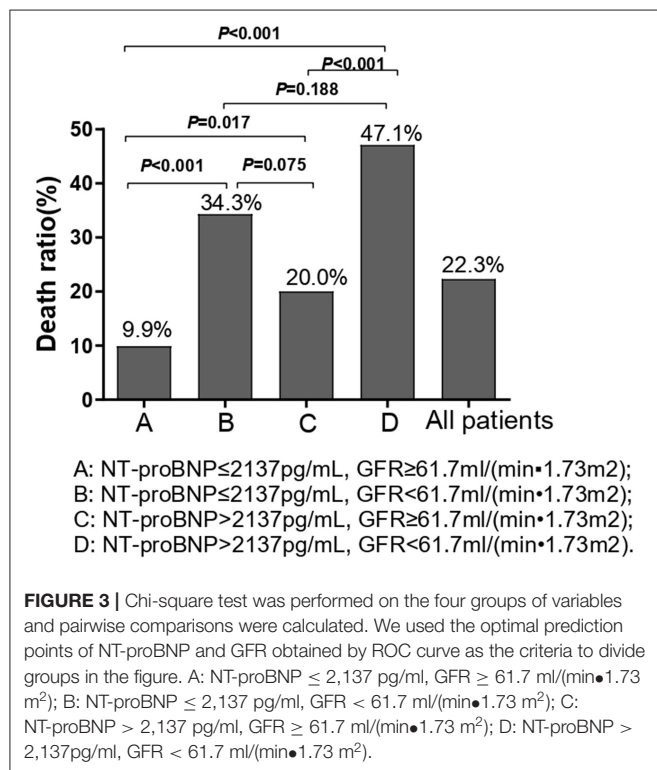 P<0.001
P<0.001
P=0.188
P=0.017
P<0.001
P=0.075
Death ratio(%)
50
40
30
20
10
0
9.9%
34.3%
20.0%
47.1%
22.3%
A
B
C
D
All patients
A: NT-proBNP≤2137pg/mL, GFR≥61.7ml/(min▪1.73m2);
B: NT-proBNP≤2137pg/mL, GFR<61.7ml/(min•1.73m2);
C: NT-proBNP>2137pg/mL, GFR≥61.7ml/(min•1.73m2);
D: NT-proBNP>2137pg/mL, GFR<61.7ml/(min•1.73m2).
FIGURE 3 | Chi-square test was performed on the four groups of variables
and pairwise comparisons were calculated. We used the optimal prediction
points of NT-proBNP and GFR obtained by ROC curve as the criteria to divide
groups in the figure. A: NT-proBNP ≤ 2,137 pg/ml, GFR ≥ 61.7 ml/(min●1.73
m²); B: NT-proBNP ≤ 2,137 pg/ml, GFR < 61.7 ml/(min●1.73 m²); C:
NT-proBNP > 2,137 pg/ml, GFR ≥ 61.7 ml/(min●1.73 m²); D: NT-proBNP >
2,137pg/ml, GFR < 61.7 ml/(min●1.73 m²).